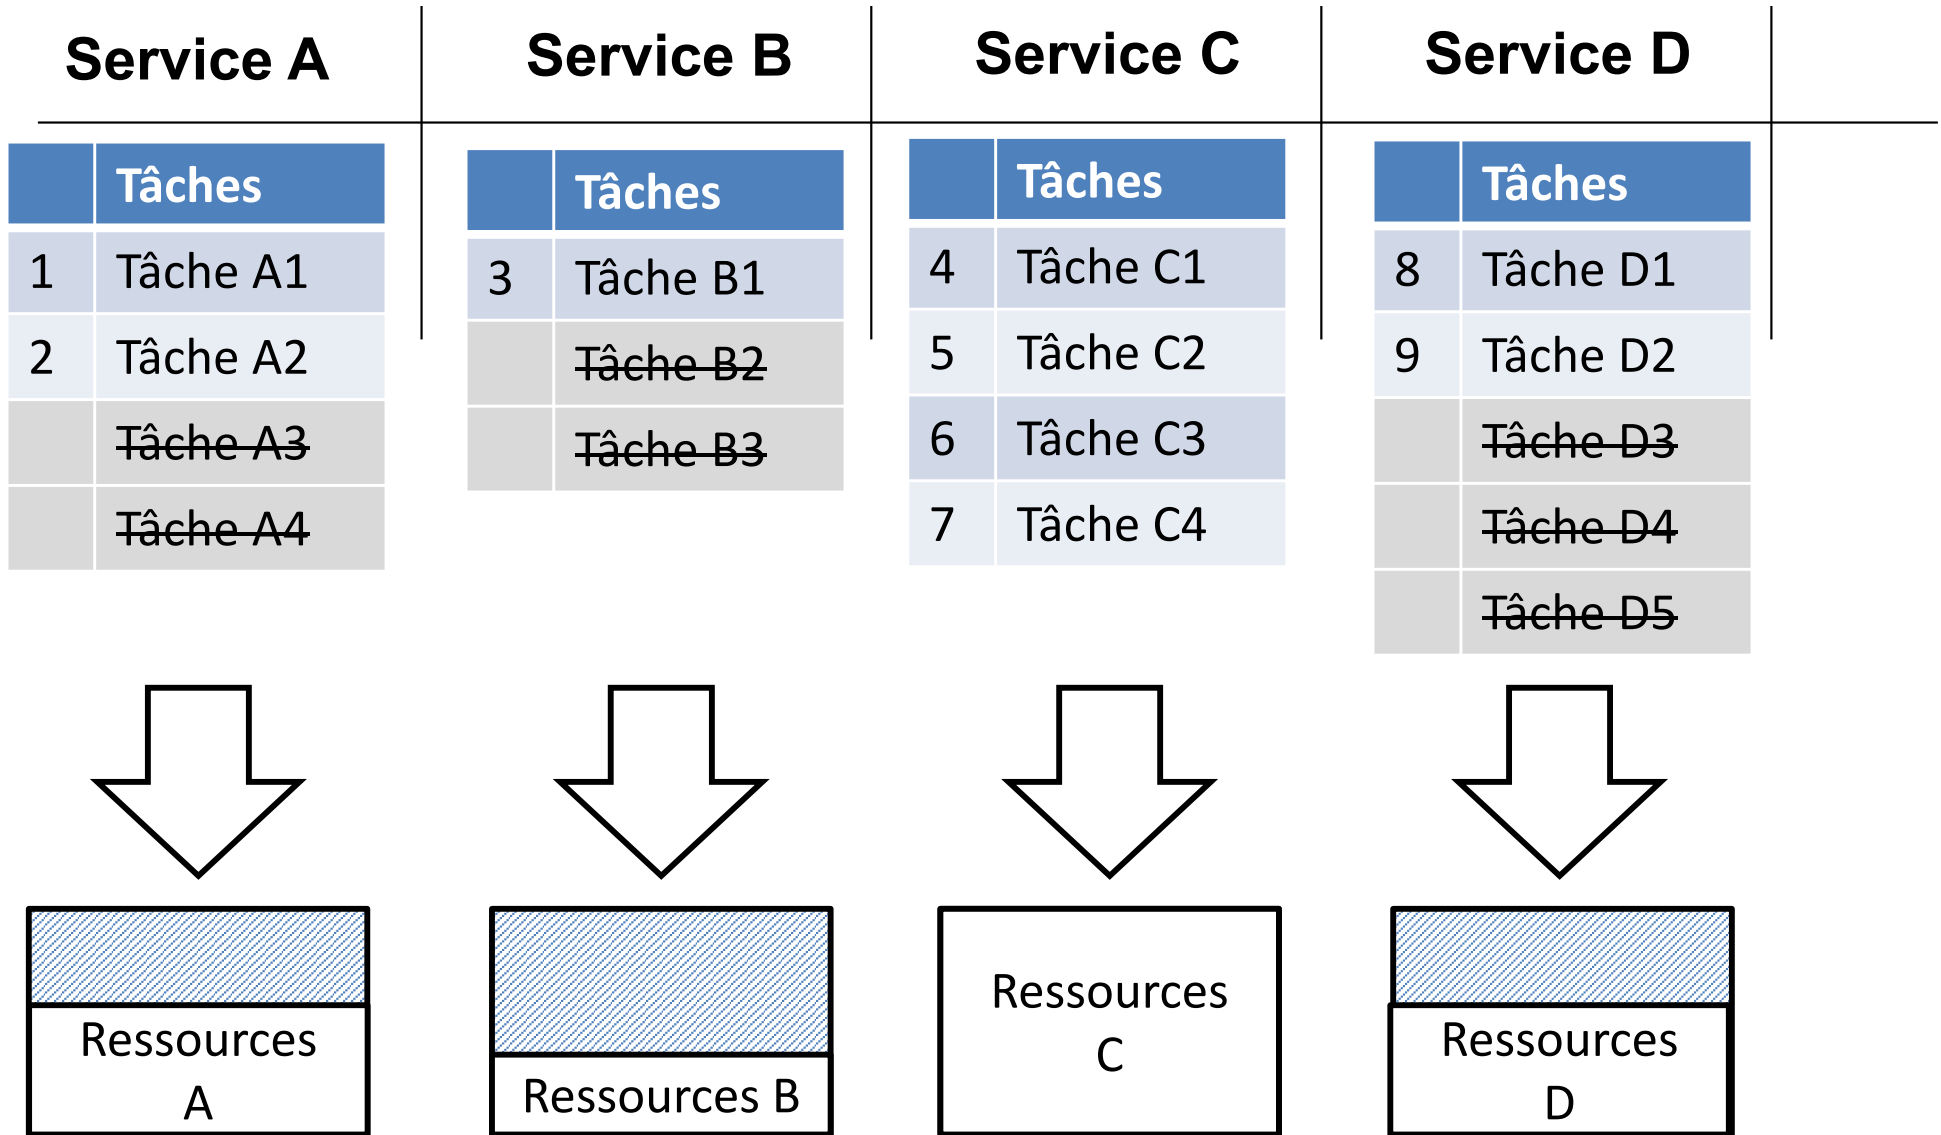 Service A
Service B
Service C
Service D
Tâches
1 Tâche A1
2 Tâche A2
Tâche A3
Tâche A4
Tâches
3 Tâche B1
Tâche B2
Tâche B3
Tâches
4 Tâche C1
5 Tâche C2
6 Tâche C3
7 Tâche C4
Tâches
8 Tâche D1
9 Tâche D2
Tâche D3
Tâche D4
Tâche D5
Ressources
A
Ressources B
Ressources
C
Ressources
D